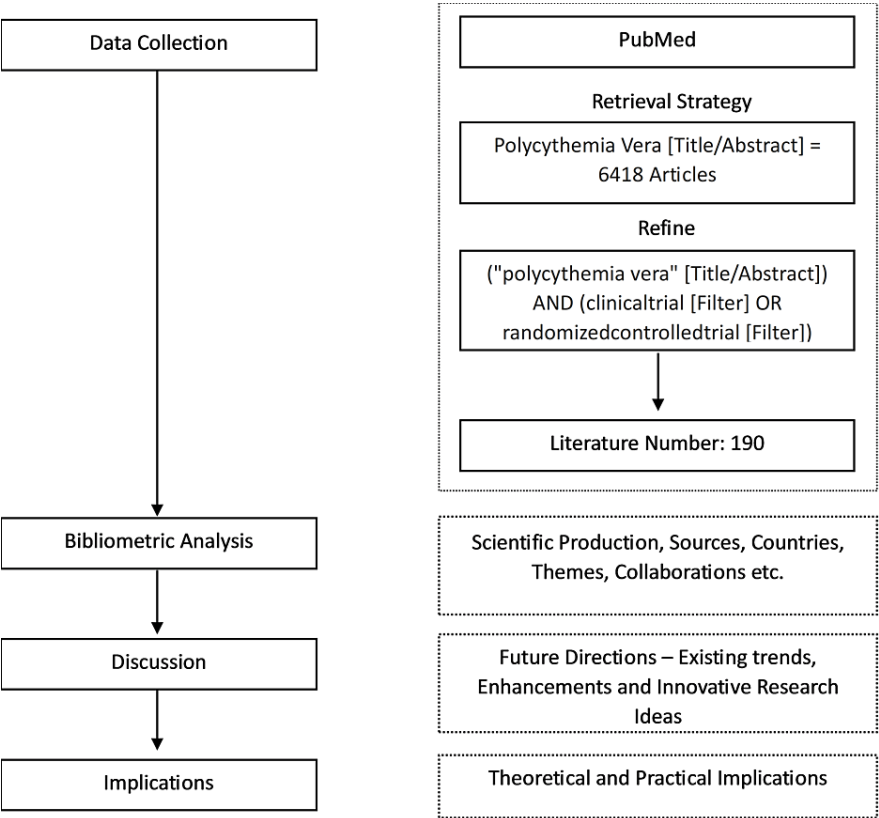 Data Collection
PubMed
Retrieval Strategy
Polycythemia Vera [Title/Abstract] =
6418 Articles
Refine
("polycythemia vera" [Title/Abstract])
AND (clinicaltrial [Filter] OR
randomizedcontrolledtrial [Filter])
Literature Number: 190
Bibliometric Analysis
Scientific Production, Sources, Countries,
Themes, Collaborations etc.
Discussion
Future Directions – Existing trends,
Enhancements and Innovative Research
Ideas
Implications
Theoretical and Practical Implications